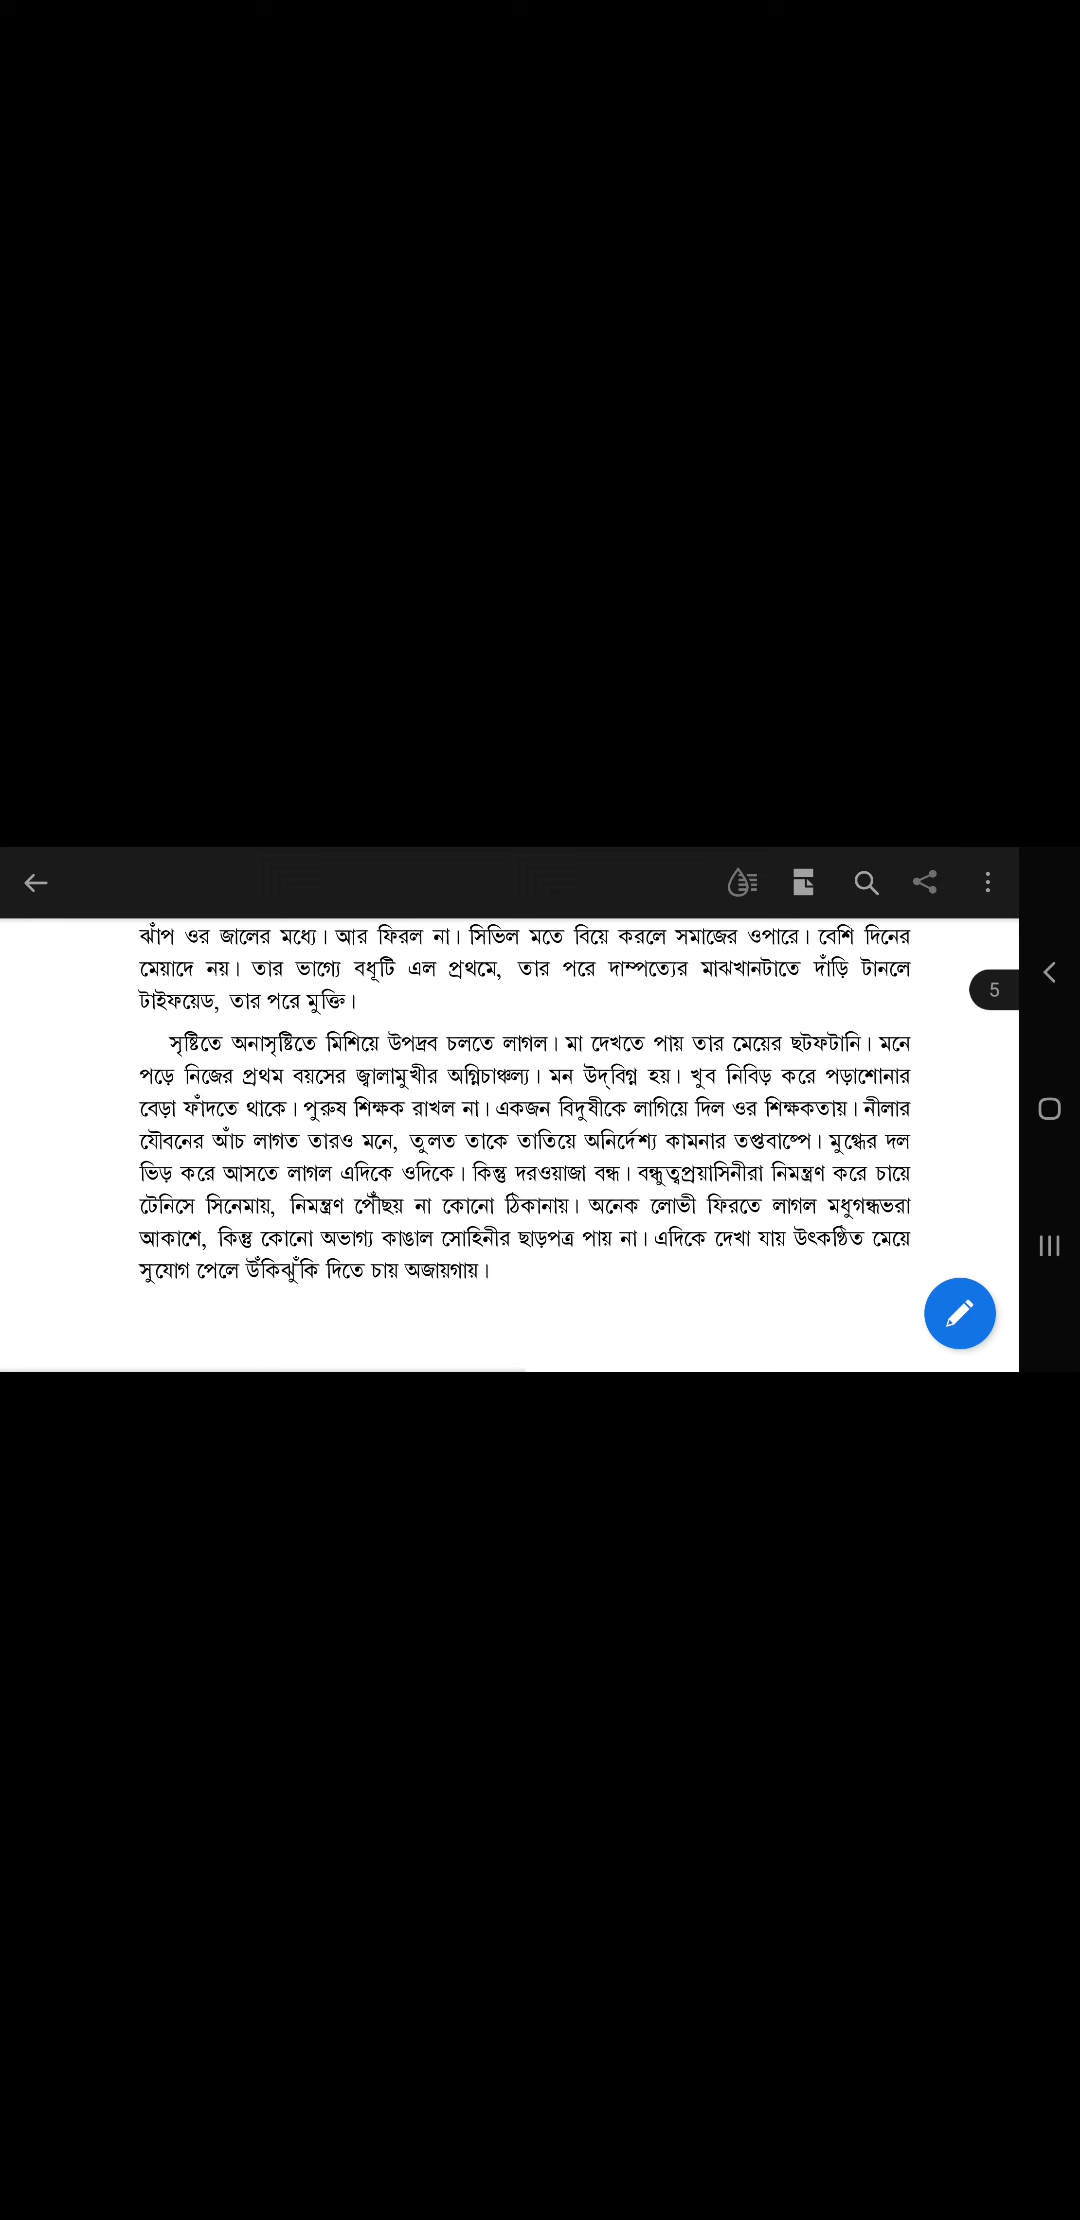 ঝাঁপ ওর জালের মধ্যে। আর ফিরল না। সিভিল মতে বিয়ে করলে সমাজের ওপারে। বেশি দিনের
5
মেয়াদে নয়। তার ভাগ্যে বধূটি এল প্রথমে, তার পরে দাম্পত্যের মাঝখানটাতে দাঁড়ি টানলে
টাইফয়েড, তার পরে মুক্তি।
সৃষ্টিতে অনাসৃষ্টিতে মিশিয়ে উপদ্রব চলতে লাগল। মা দেখতে পায় তার মেয়ের ছটফটানি। মনে
পড়ে নিজের প্রথম বয়সের জ্বালামুখীর অগ্নিচাঞ্চল্য। মন উদ্‌বিগ্ন হয়। খুব নিবিড় করে পড়াশোনার
বেড়া ফাঁদতে থাকে। পুরুষ শিক্ষক রাখল না। একজন বিদুষীকে লাগিয়ে দিল ওর শিক্ষকতায়। নীলার
যৌবনের আঁচ লাগত তারও মনে, তুলত তাকে তাতিয়ে অনির্দেশ্য কামনার তপ্তবাষ্পে। মুগ্ধের দল
ভিড় করে আসতে লাগল এদিকে ওদিকে। কিন্তু দরওয়াজা বন্ধ। বন্ধুত্বপ্রয়াসিনীরা নিমন্ত্রণ করে চায়ে
টেনিসে সিনেমায়, নিমন্ত্রণ পৌঁছয় না কোনো ঠিকানায়। অনেক লোভী ফিরতে লাগল মধুগন্ধভরা
আকাশে, কিন্তু কোনো অভাগ্য কাঙাল সোহিনীর ছাড়পত্র পায় না। এদিকে দেখা যায় উৎকণ্ঠিত মেয়ে
সুযোগ পেলে উঁকিঝুঁকি দিতে চায় অজায়গায়।